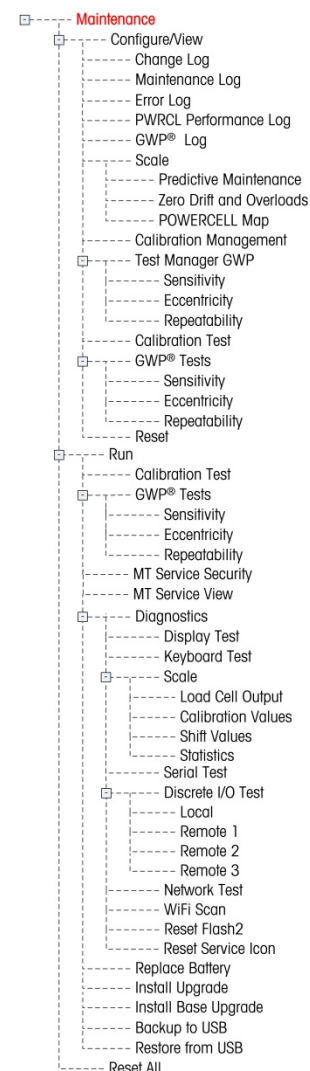 Maintenance
Configure/View
Change Log
Maintenance Log
Error Log
PWRCL Performance Log
GWP® Log
Scale
Predictive Maintenance
Zero Drift and Overloads
POWERCELL Map
Calibration Management
Test Manager GWP
Sensitivity
Eccentricity
Repeatability
Calibration Test
GWP® Tests
Sensitivity
Eccentricity
Repeatability
Reset
Run
Calibration Test
GWP® Tests
Sensitivity
Eccentricity
Repeatability
MT Service Security
MT Service View
Diagnostics
Display Test
Keyboard Test
Scale
Load Cell Output
Calibration Values
Shift Values
Statistics
Serial Test
Discrete I/O Test
Local
Remote 1
Remote 2
Remote 3
Network Test
WiFi Scan
Reset Flash2
Reset Service Icon
Replace Battery
Install Upgrade
Install Base Upgrade
Backup to USB
Restore from USB
Reset All